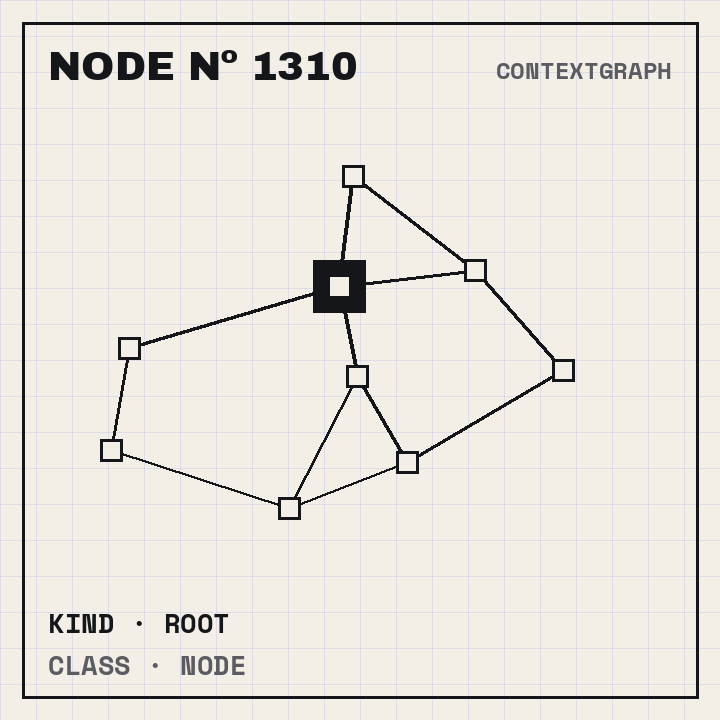 NODE Nº 1310
CONTEXTGRAPH
KIND · ROOT
CLASS · NODE